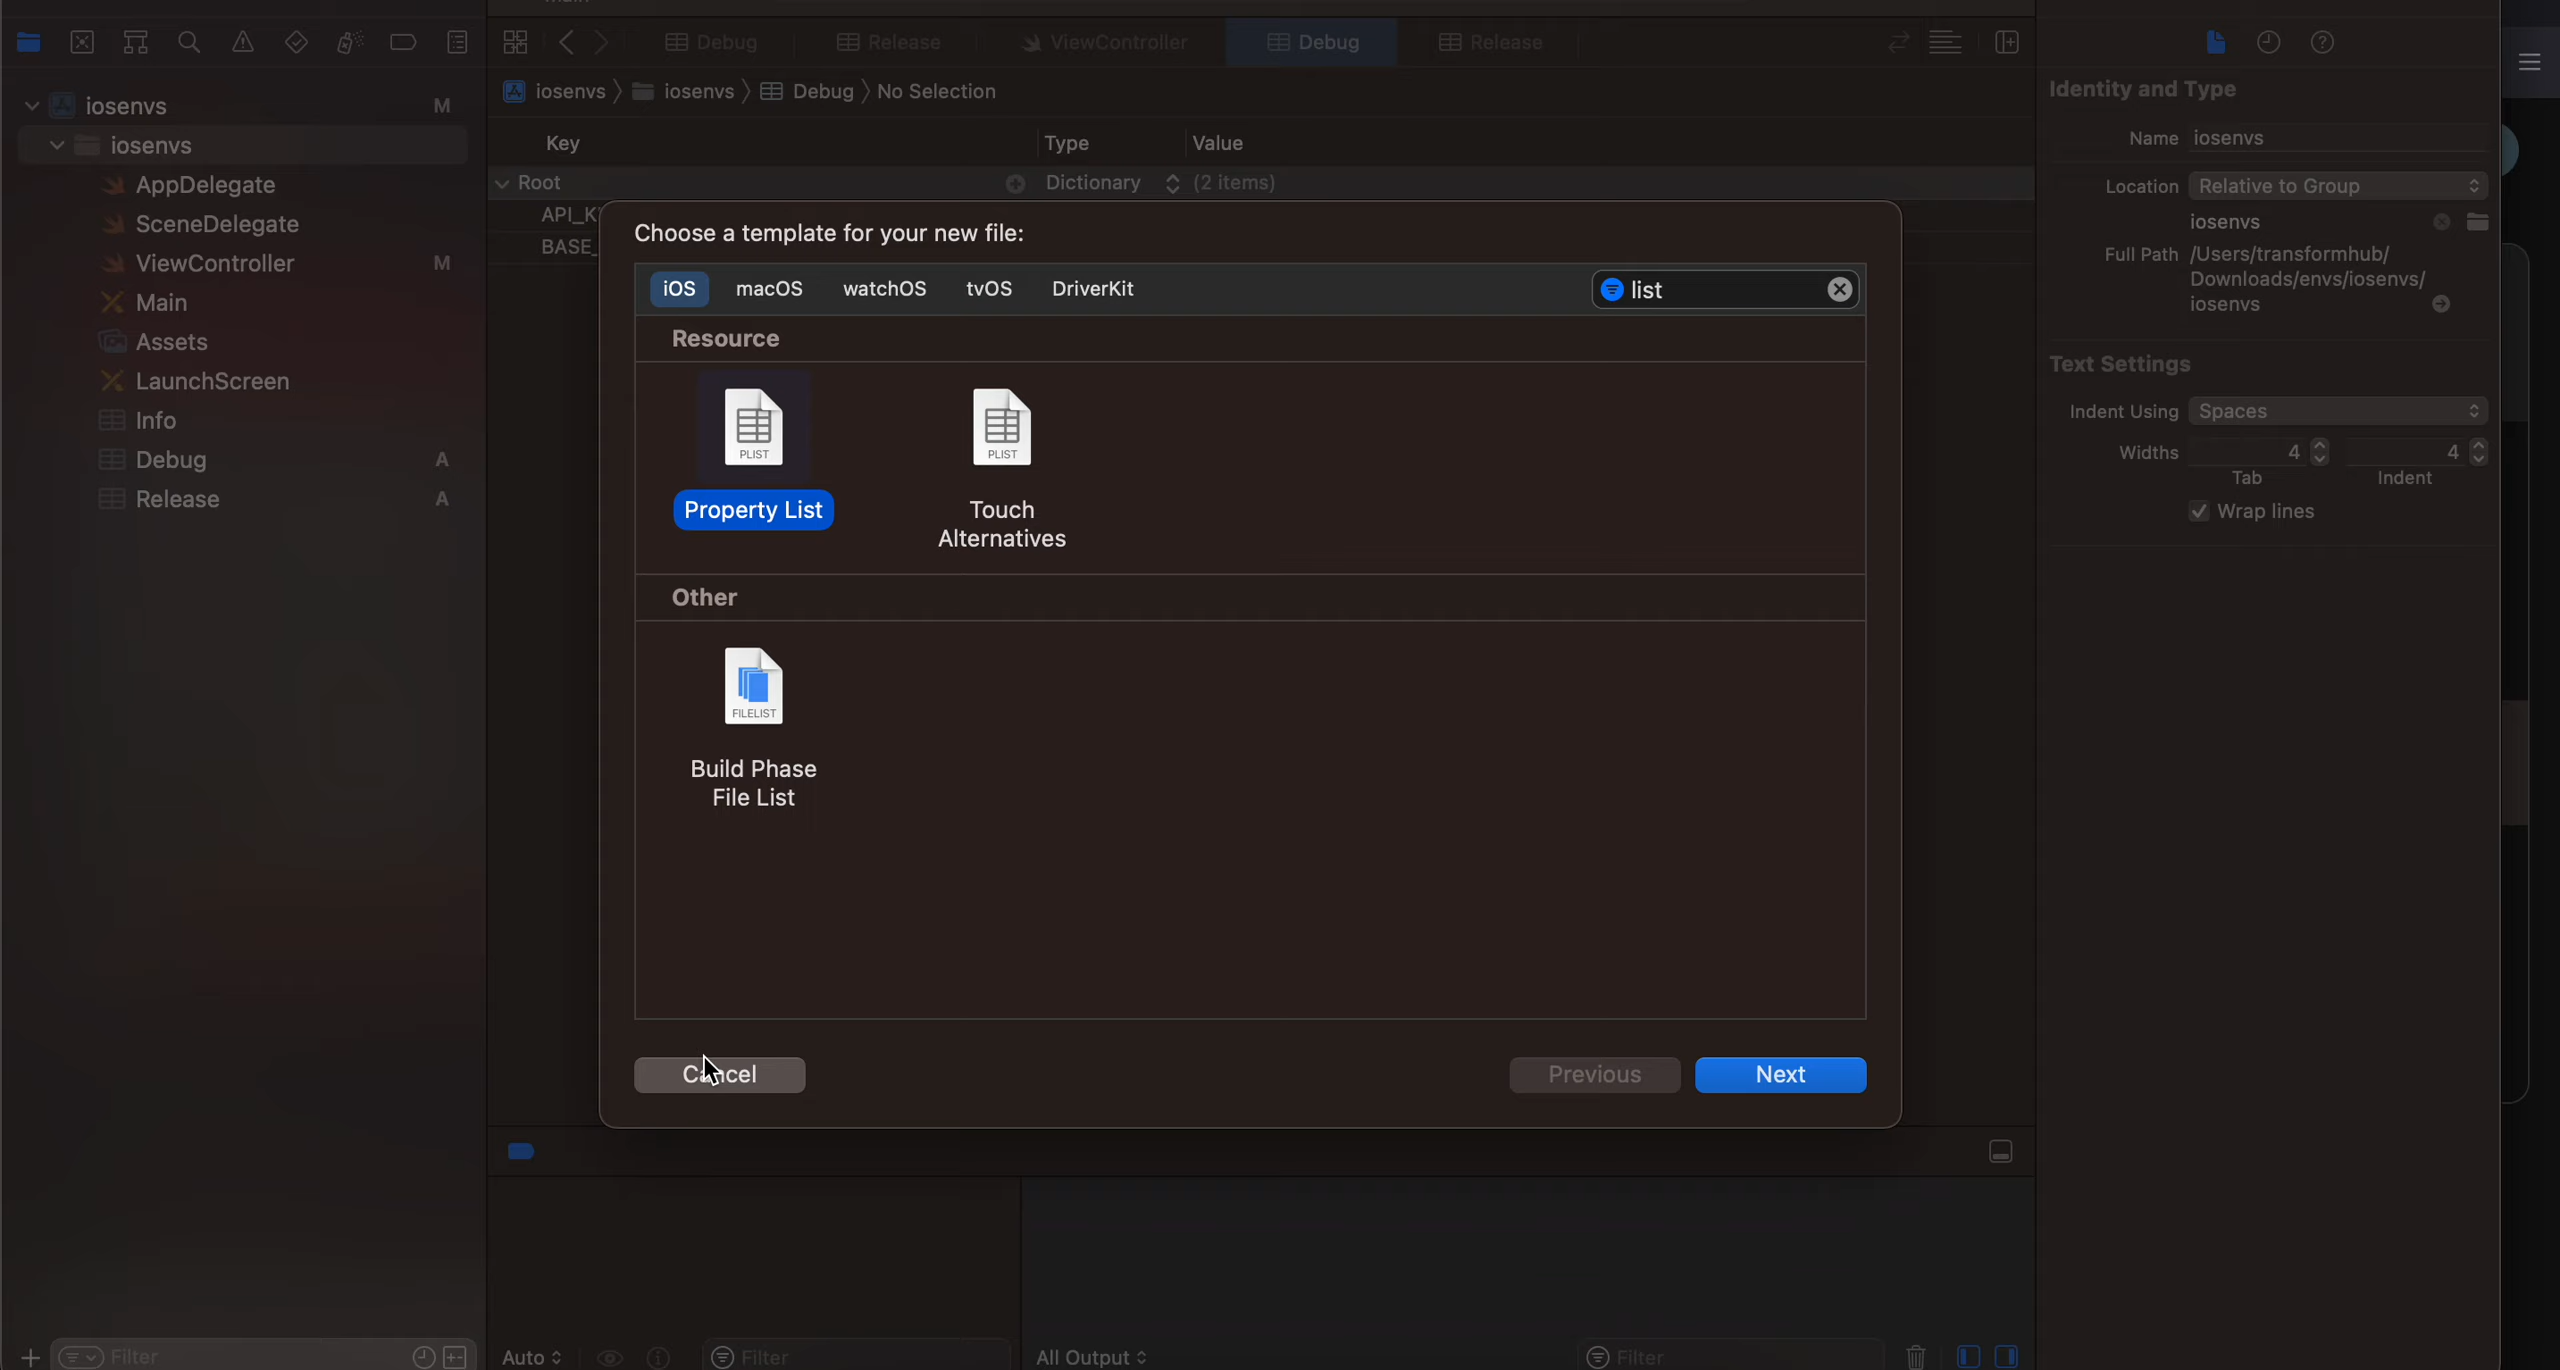 Debug
Release
ViewController
Debug
Release
iosenvs
iosenvs
Debug
No Selection
iosenvs
M
iosenvs
AppDelegate
SceneDelegate
ViewController
M
Main
Assets
LaunchScreen
Info
Debug
A
Release
A
Key
Type
Value
Root
Dictionary
(2 items)
API_K
BASE_
Choose a template for your new file:
iOS
macOS
watchOS
tvOS
DriverKit
list
Resource
PLIST
Property List
PLIST
Touch
Alternatives
Other
FILELIST
Build Phase
File List
Cancel
Previous
Next
Identity and Type
Name
iosenvs
Location
Relative to Group
iosenvs
Full Path
/Users/transformhub/
Downloads/envs/iosenvs/
iosenvs
Text Settings
Indent Using
Spaces
Widths
4
4
Tab
Indent
Wrap lines
Filter
Auto
Filter
All Output
Filter